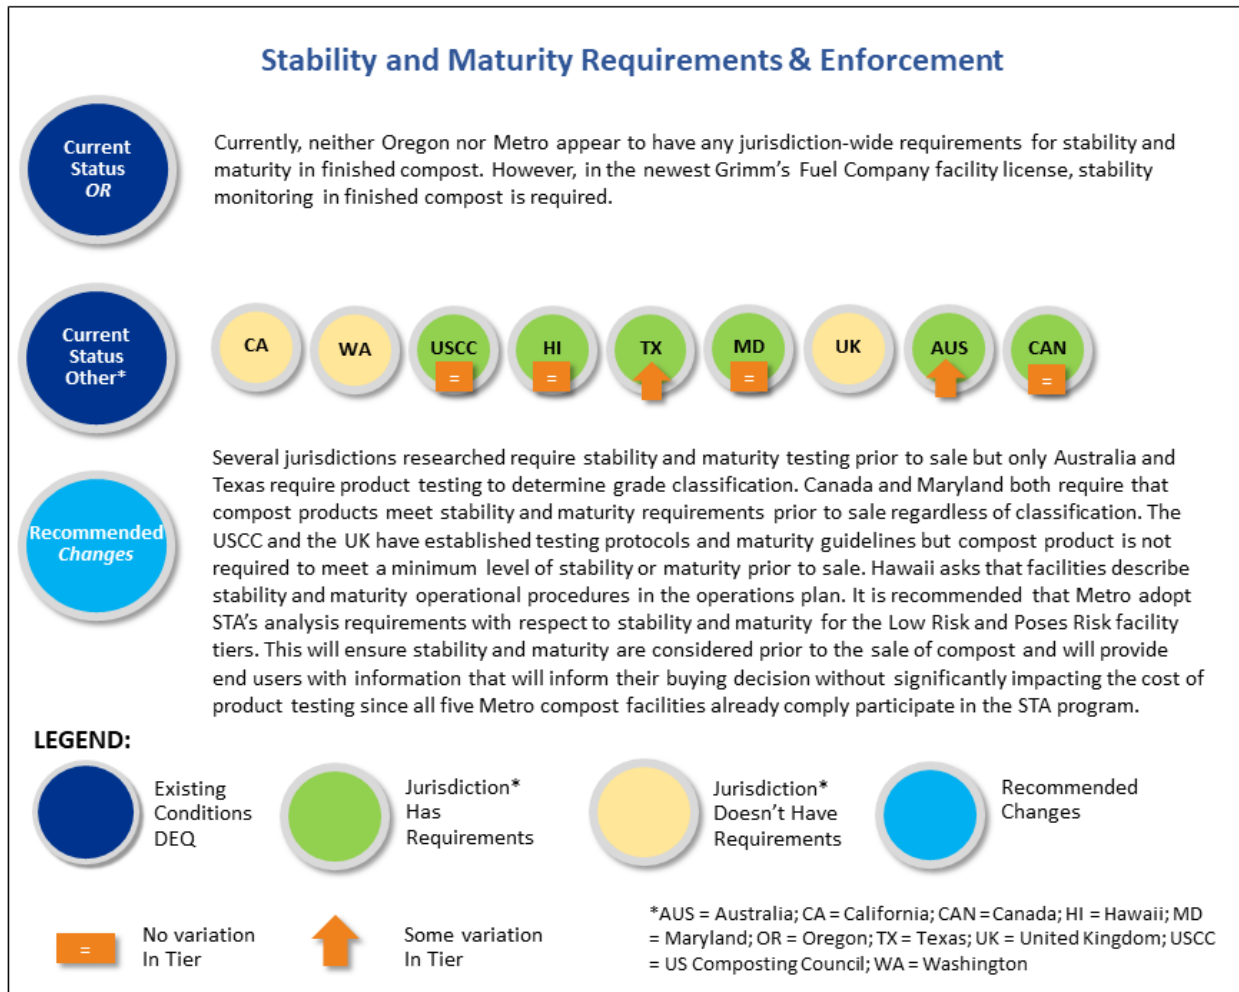 Stability and Maturity Requirements & Enforcement
Current
Status
OR
Currently, neither Oregon nor Metro appear to have any jurisdiction-wide requirements for stability and
maturity in finished compost. However, in the newest Grimm's Fuel Company facility license, stability
monitoring in finished compost is required.
Current
Status
Other*
CA
WA
USCC
=
HI
=
TX
MD
=
UK
AUS
CAN
=
Recommended
Changes
Several jurisdictions researched require stability and maturity testing prior to sale but only Australia and
Texas require product testing to determine grade classification. Canada and Maryland both require that
compost products meet stability and maturity requirements prior to sale regardless of classification. The
USCC and the UK have established testing protocols and maturity guidelines but compost product is not
required to meet a minimum level of stability or maturity prior to sale. Hawaii asks that facilities describe
stability and maturity operational procedures in the operations plan. It is recommended that Metro adopt
STA's analysis requirements with respect to stability and maturity for the Low Risk and Poses Risk facility
tiers. This will ensure stability and maturity are considered prior to the sale of compost and will provide
end users with information that will inform their buying decision without significantly impacting the cost of
product testing since all five Metro compost facilities already comply participate in the STA program.
LEGEND:
Existing
Conditions
DEQ
Jurisdiction*
Has
Requirements
Jurisdiction*
Doesn't Have
Requirements
Recommended
Changes
=
No variation
In Tier
Some variation
In Tier
*AUS = Australia; CA = California; CAN = Canada; HI = Hawaii; MD
= Maryland; OR = Oregon; TX = Texas; UK = United Kingdom; USCC
= US Composting Council; WA = Washington